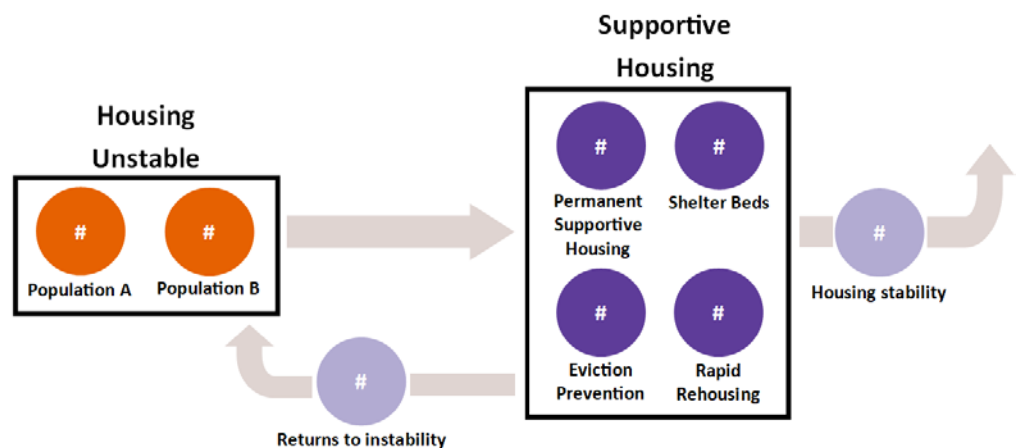 Supportive
Housing
Housing
Unstable
#
#
Population A
Population B
#
#
Permanent
Supportive
Housing
Shelter Beds
#
#
Eviction
Prevention
Rapid
Rehousing
#
Housing stability
#
Returns to instability